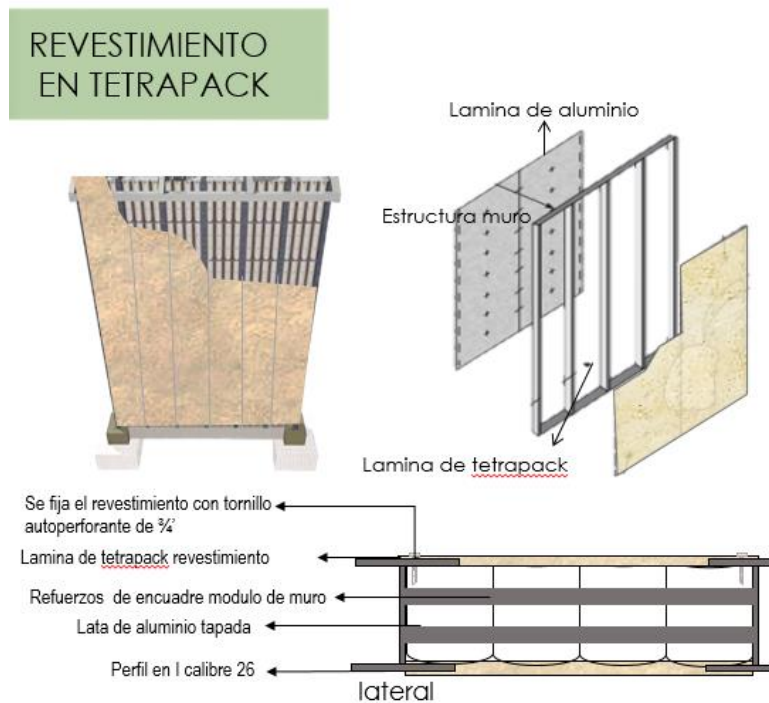 REVESTIMIENTO
EN TETRAPACK
Lamina de aluminio
Estructura muro
Lamina de tetrapack
Se fija el revestimiento con tornillo
autoperforante de ¾'
Lamina de tetrapack revestimiento
Refuerzos de encuadre modulo de muro
Lata de aluminio tapada
Perfil en I calibre 26
lateral